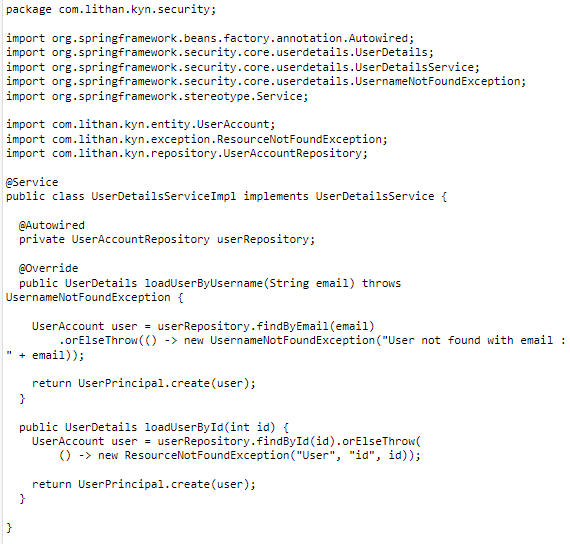 package com.lithan.kyn.security;

import org.springframework.beans.factory.annotation.Autowired;
import org.springframework.security.core.userdetails.UserDetails;
import org.springframework.security.core.userdetails.UserDetailsService;
import org.springframework.security.core.userdetails.UsernameNotFoundException;
import org.springframework.stereotype.Service;

import com.lithan.kyn.entity.UserAccount;
import com.lithan.kyn.exception.ResourceNotFoundException;
import com.lithan.kyn.repository.UserAccountRepository;

@Service
public class UserDetailsServiceImpl implements UserDetailsService {

  @Autowired
  private UserAccountRepository userRepository;

  @Override
  public UserDetails loadUserByUsername(String email) throws
UsernameNotFoundException {

    UserAccount user = userRepository.findByEmail(email)
        .orElseThrow(() -> new UsernameNotFoundException("User not found with email :
" + email));

    return UserPrincipal.create(user);
  }

  public UserDetails loadUserById(int id) {
    UserAccount user = userRepository.findById(id).orElseThrow(
        () -> new ResourceNotFoundException("User", "id", id));

    return UserPrincipal.create(user);
  }

}